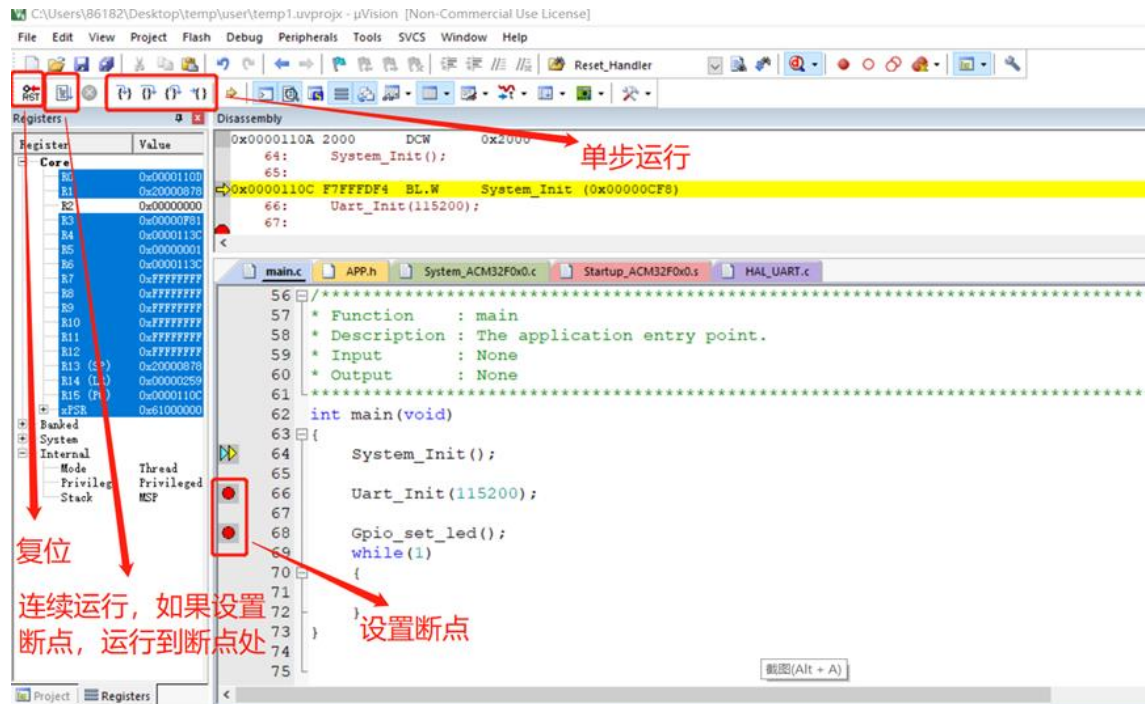 C:\Users\86182\Desktop\temp\user\temp1.uvprojx - µVision [Non-Commercial Use License]
File Edit View Project Flash Debug Peripherals Tools SVCS Window Help
Reset_Handler
RST
Registers
Register Value
Core
R0 0x0000110D
R1 0x20000878
R2 0x00000000
R3 0x00000F81
R4 0x0000113C
R5 0x00000001
R6 0x0000113C
R7 0xFFFFFFFF
R8 0xFFFFFFFF
R9 0xFFFFFFFF
R10 0xFFFFFFFF
R11 0xFFFFFFFF
R12 0xFFFFFFFF
R13 (SP) 0x20000878
R14 (LR) 0x00000259
R15 (PC) 0x0000110C
xPSR 0x61000000
Banked
System
Internal
Mode Thread
Privileg Privileged
Stack MSP
复位
连续运行，如果设置
断点，运行到断点处
Project Registers
Disassembly
0x0000110A 2000 DCW 0x2000
64: System_Init();
65:
0x0000110C F7FFFDF4 BL.W System_Init (0x00000CF8)
66: Uart_Init(115200);
67:
单步运行
main.c APP.h System_ACM32F0x0.c Startup_ACM32F0x0.s HAL_UART.c
56 /******************************************************************************
57 * Function : main
58 * Description : The application entry point.
59 * Input : None
60 * Output : None
61 ******************************************************************************
62 int main(void)
63 {
64 System_Init();
65
66 Uart_Init(115200);
67
68 Gpio_set_led();
69 while(1)
70 {
71
72 }
73 }
74
75
设置断点
截图(Alt + A)